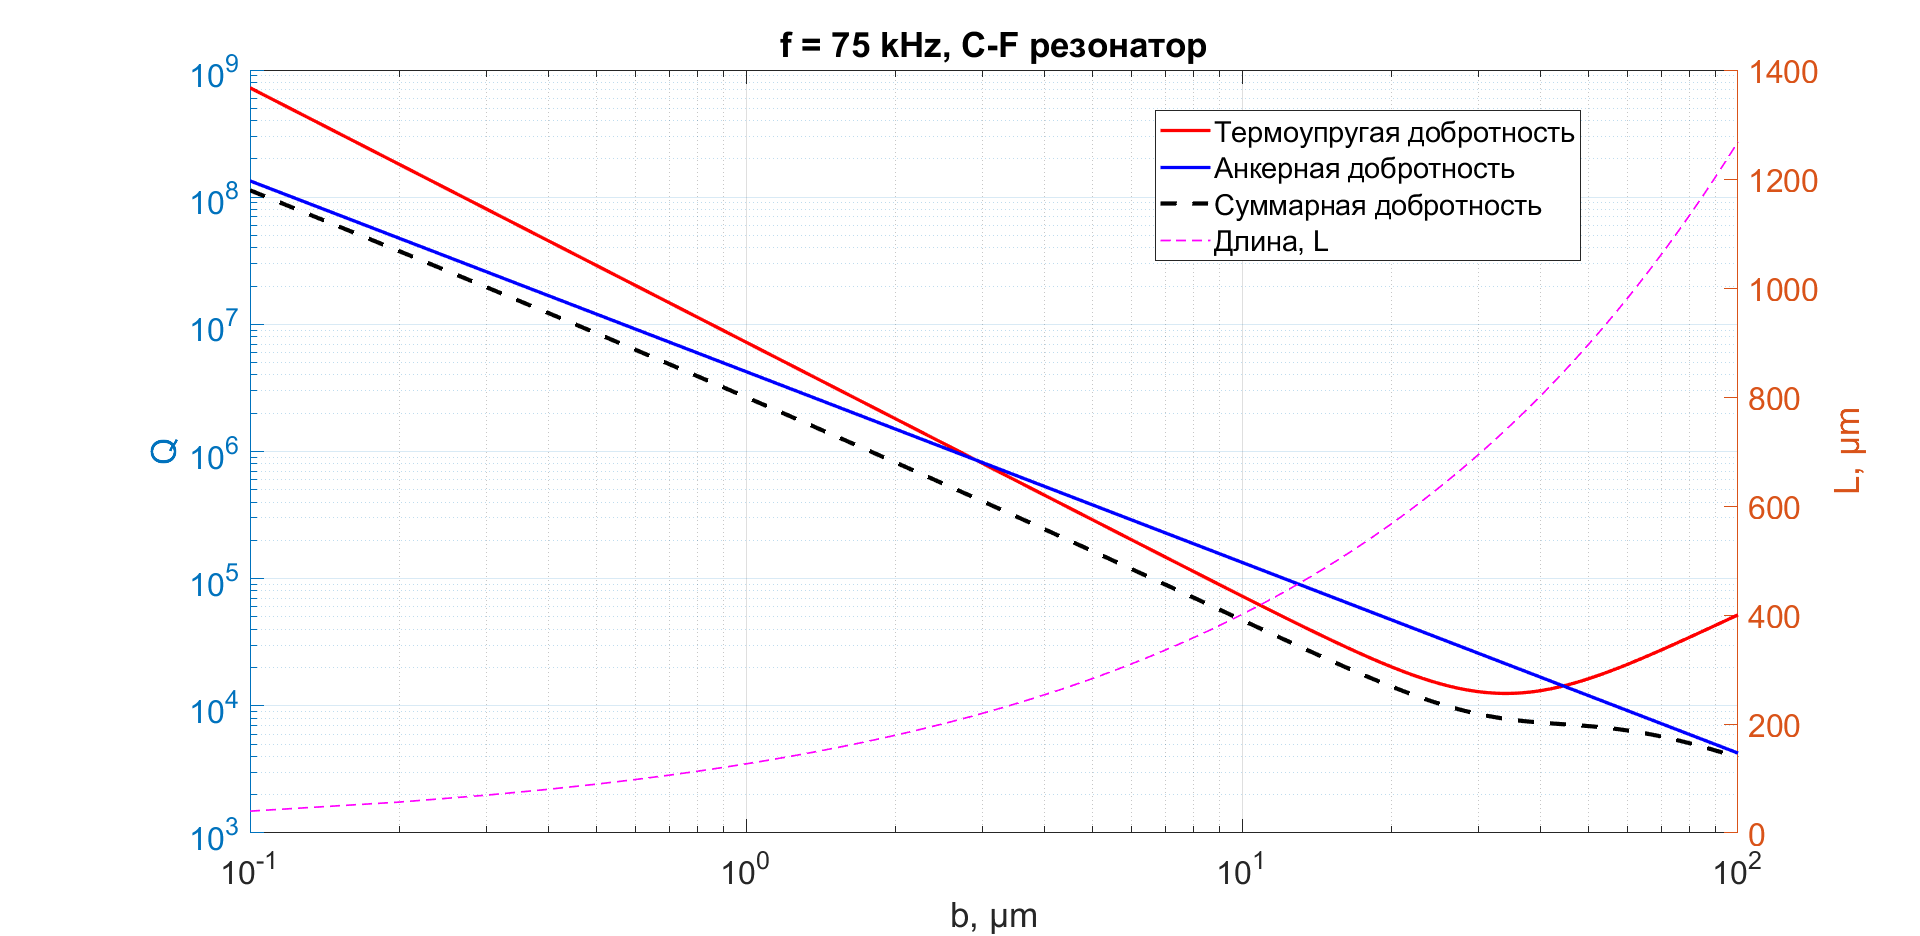 f = 75 kHz, C-F резонатор
10^9
10^8
10^7
10^6
10^5
10^4
10^3
Q
1400
1200
1000
800
600
400
200
0
L, µm
Термоупругая добротность
Анкерная добротность
Суммарная добротность
Длина, L
10^-1
10^0
10^1
10^2
b, µm